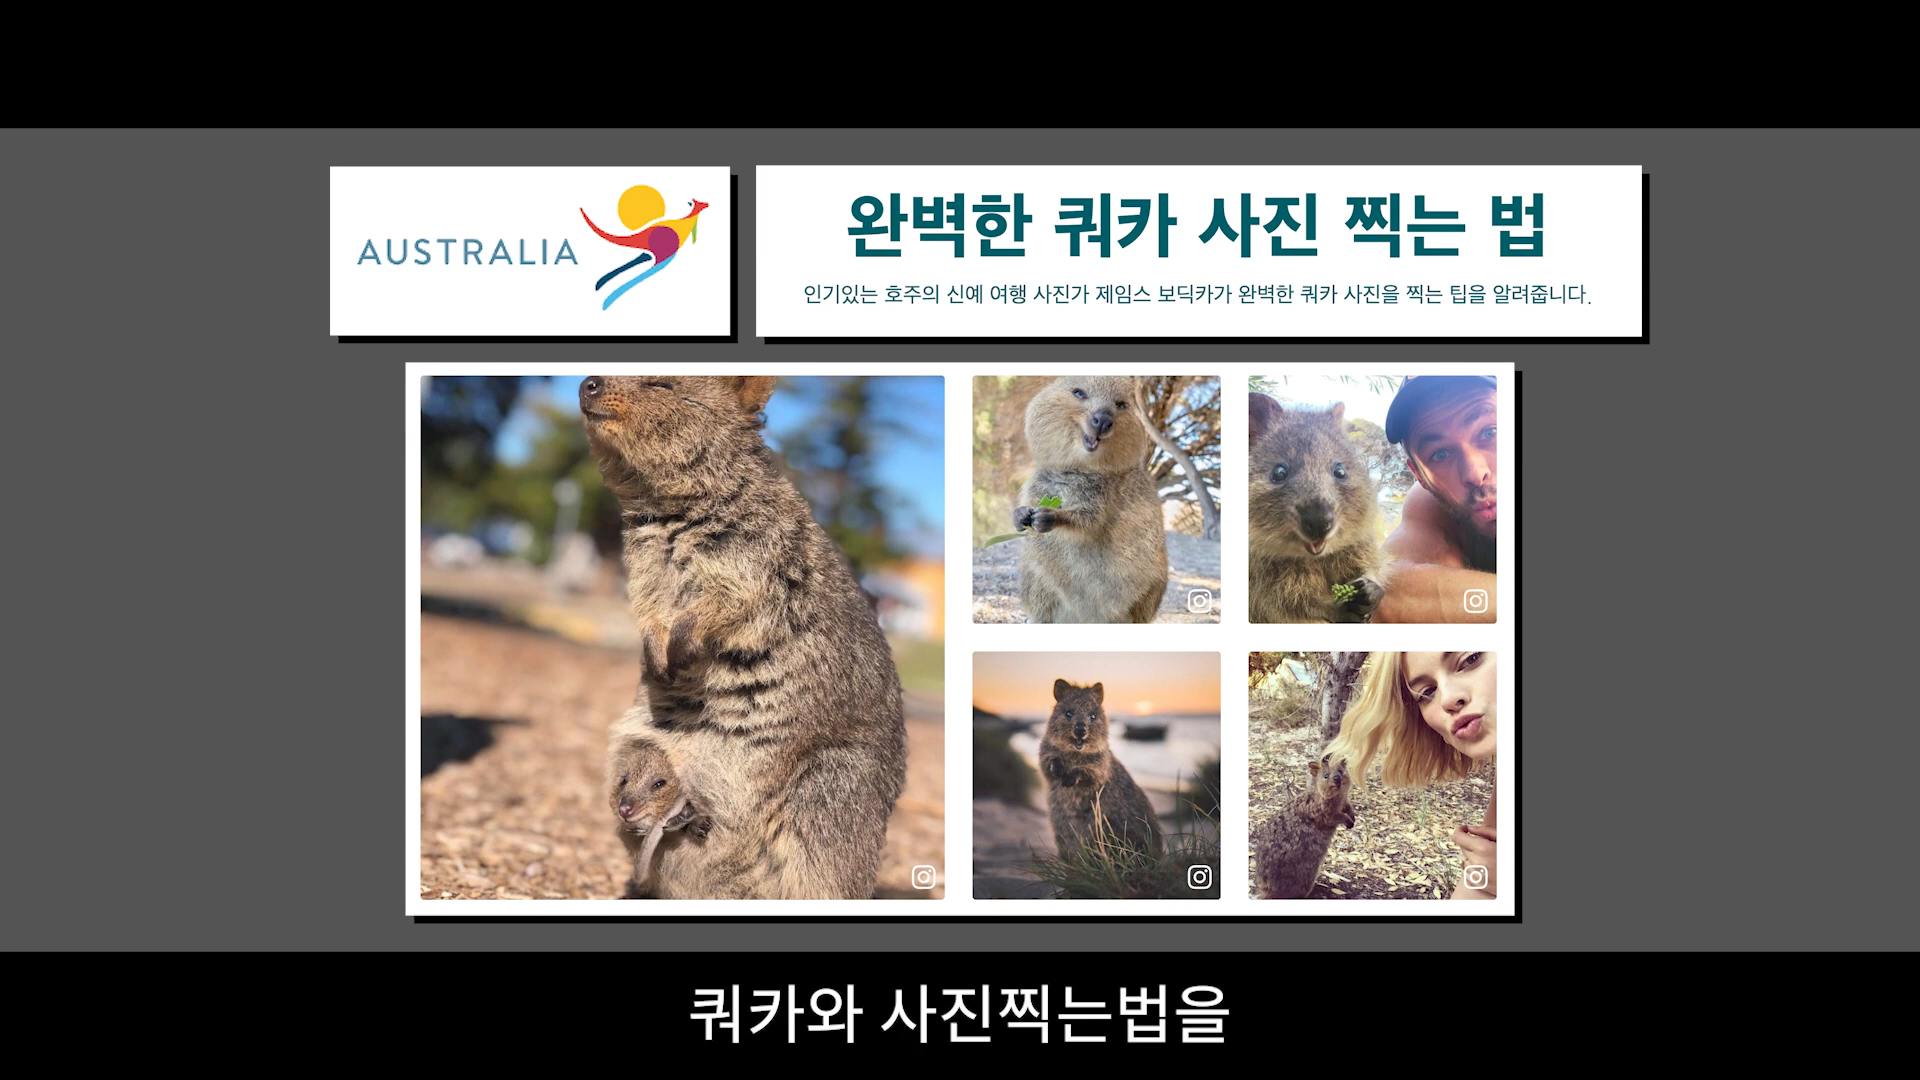 AUSTRALIA
완벽한 쿼카 사진 찍는 법
인기있는 호주의 신예 여행 사진가 제임스 보딕카가 완벽한 쿼카 사진을 찍는 팁을 알려줍니다.
쿼카와 사진찍는법을